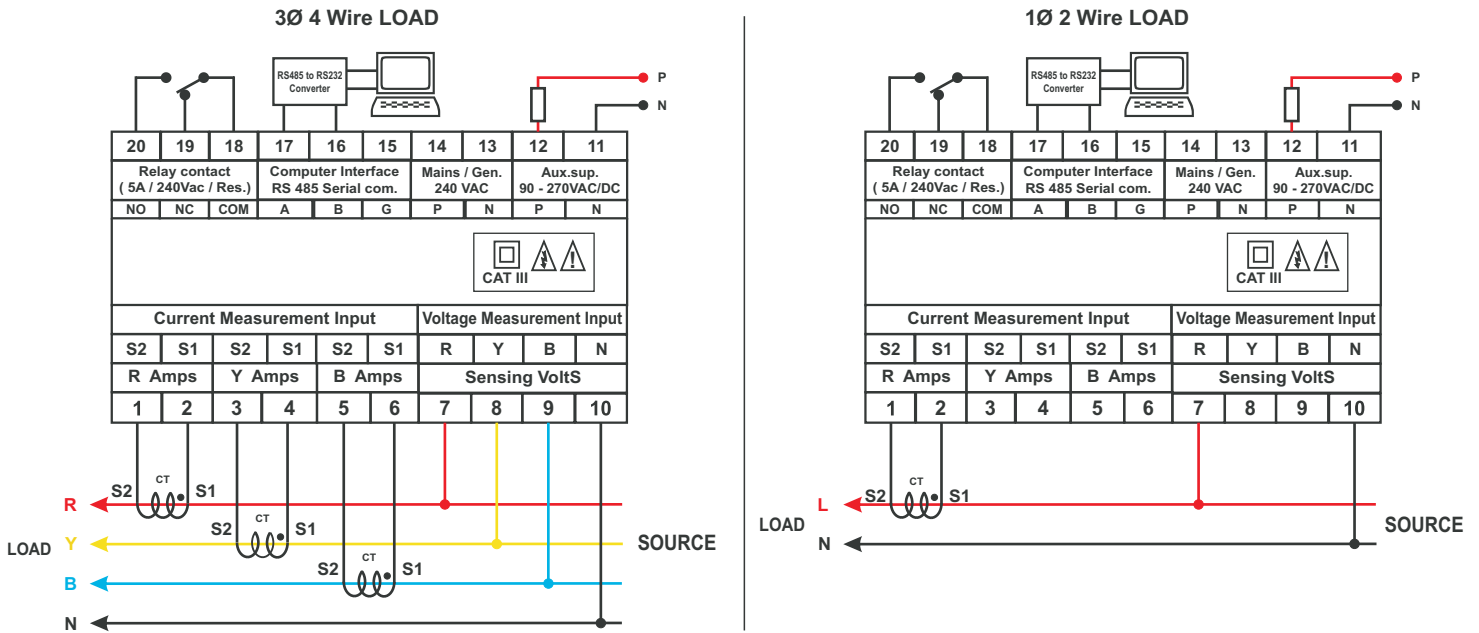 3Ø 4 Wire LOAD
RS485 to RS232
Converter
P
N
20 19 18 17 16 15 14 13 12 11
Relay contact Computer Interface Mains / Gen. Aux.sup.
( 5A / 240Vac / Res.) RS 485 Serial com. 240 VAC 90 - 270VAC/DC
NO NC COM A B G P N P N
CAT III
Current Measurement Input Voltage Measurement Input
S2 S1 S2 S1 S2 S1 R Y B N
R Amps Y Amps B Amps Sensing VoltS
1 2 3 4 5 6 7 8 9 10
S2 CT S1
R
S2 CT S1
LOAD Y SOURCE
S2 CT S1
B
N
1Ø 2 Wire LOAD
RS485 to RS232
Converter
P
N
20 19 18 17 16 15 14 13 12 11
Relay contact Computer Interface Mains / Gen. Aux.sup.
( 5A / 240Vac / Res.) RS 485 Serial com. 240 VAC 90 - 270VAC/DC
NO NC COM A B G P N P N
CAT III
Current Measurement Input Voltage Measurement Input
S2 S1 S2 S1 S2 S1 R Y B N
R Amps Y Amps B Amps Sensing VoltS
1 2 3 4 5 6 7 8 9 10
S2 CT S1
L
LOAD SOURCE
N